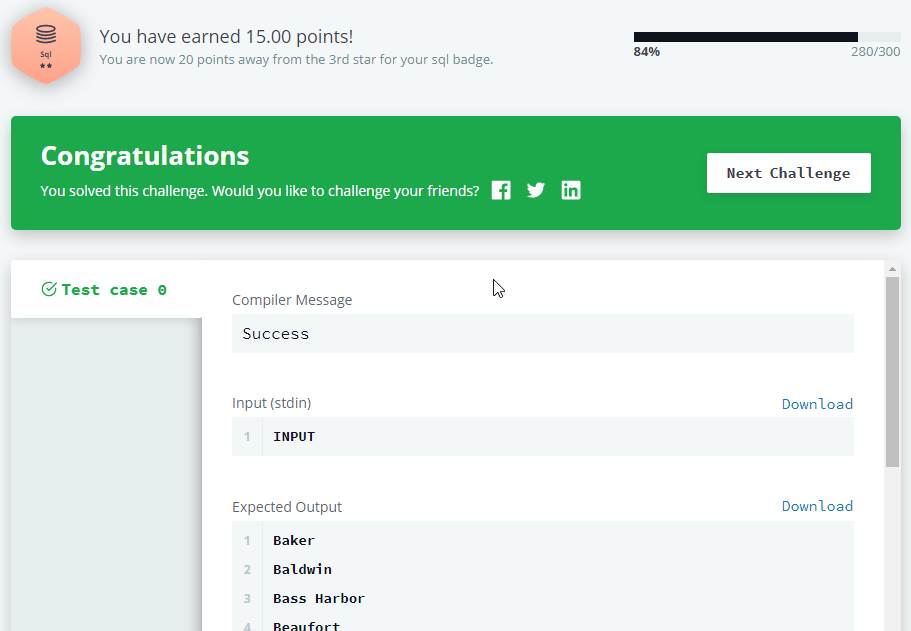 Sql
You have earned 15.00 points!
You are now 20 points away from the 3rd star for your sql badge.
84%
280/300
Congratulations
You solved this challenge. Would you like to challenge your friends?
Next Challenge
Test case 0
Compiler Message
Success
Input (stdin)
Download
1 INPUT
Expected Output
Download
1 Baker
2 Baldwin
3 Bass Harbor
4 Beaufort